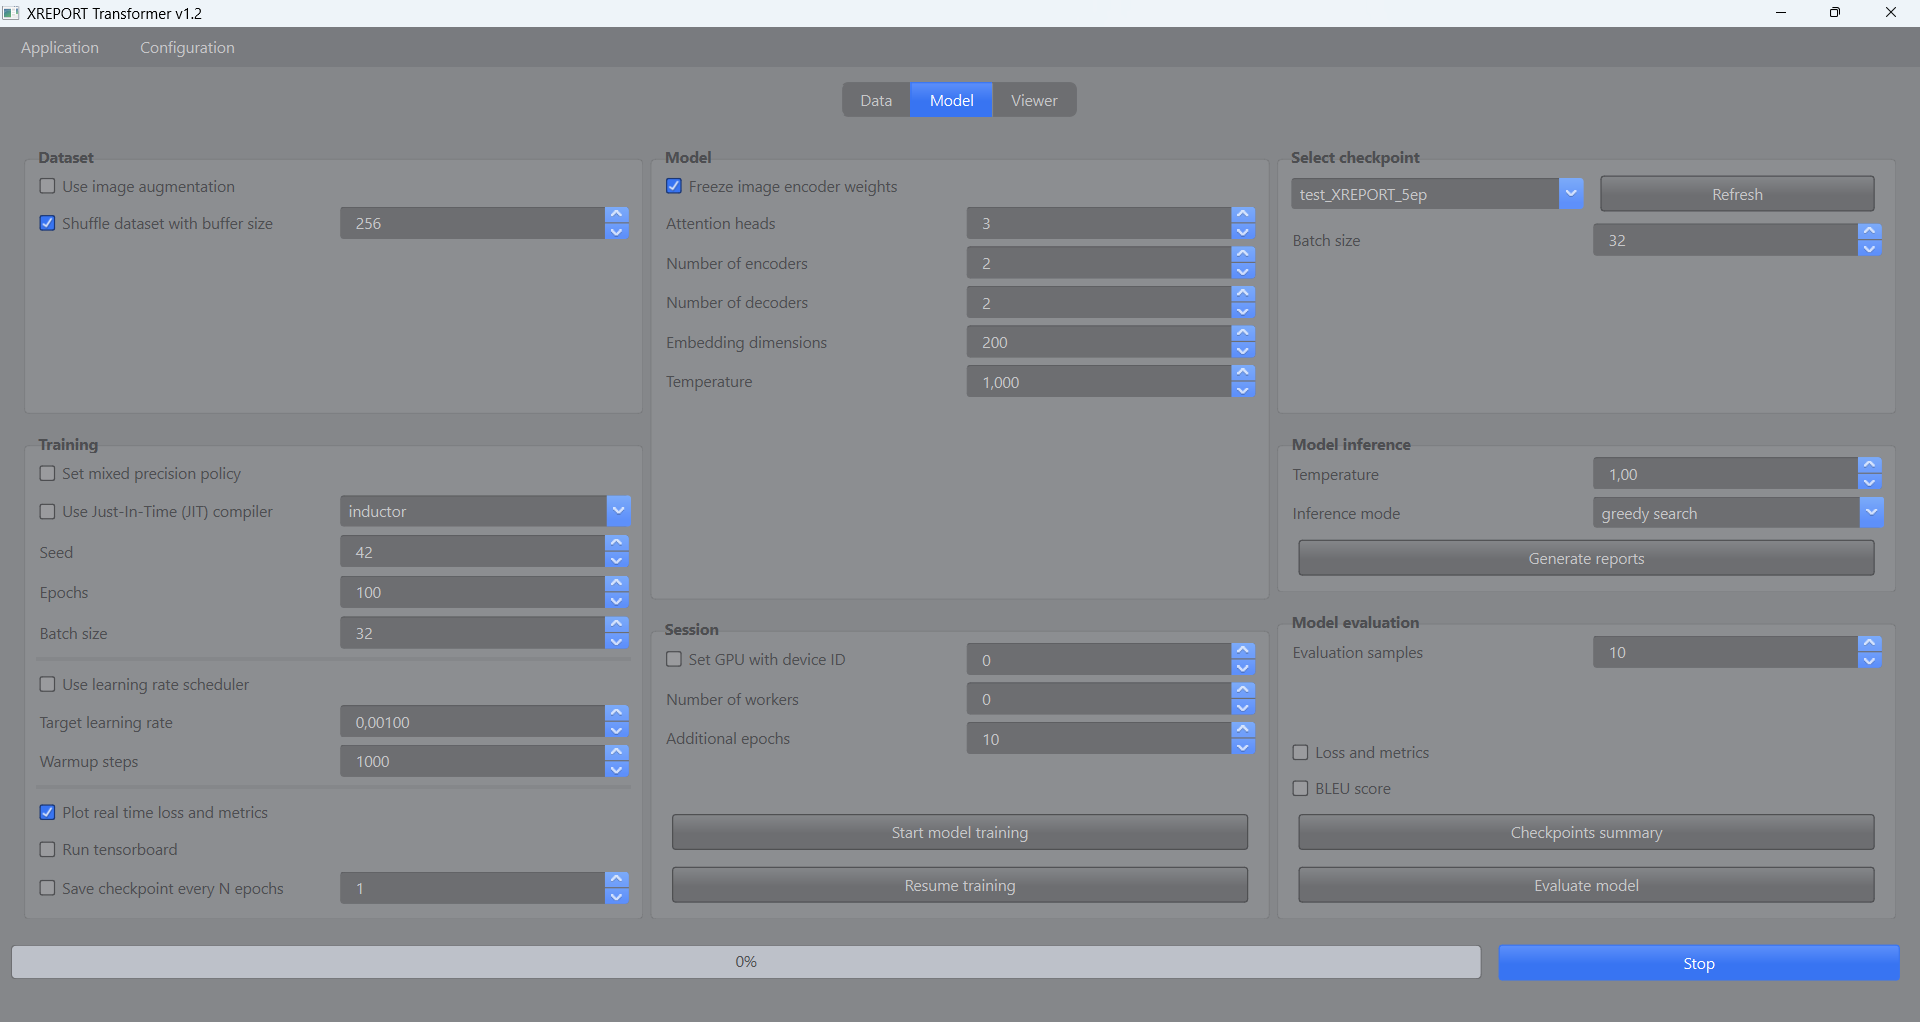 XREPORT Transformer v1.2
Application Configuration
Data Model Viewer
Dataset
Use image augmentation
Shuffle dataset with buffer size 256
Training
Set mixed precision policy
Use Just-In-Time (JIT) compiler inductor
Seed 42
Epochs 100
Batch size 32
Use learning rate scheduler
Target learning rate 0,00100
Warmup steps 1000
Plot real time loss and metrics
Run tensorboard
Save checkpoint every N epochs 1
Model
Freeze image encoder weights
Attention heads 3
Number of encoders 2
Number of decoders 2
Embedding dimensions 200
Temperature 1,000
Session
Set GPU with device ID 0
Number of workers 0
Additional epochs 10
Start model training
Resume training
Select checkpoint
test_XREPORT_5ep Refresh
Batch size 32
Model inference
Temperature 1,00
Inference mode greedy search
Generate reports
Model evaluation
Evaluation samples 10
Loss and metrics
BLEU score
Checkpoints summary
Evaluate model
0% Stop